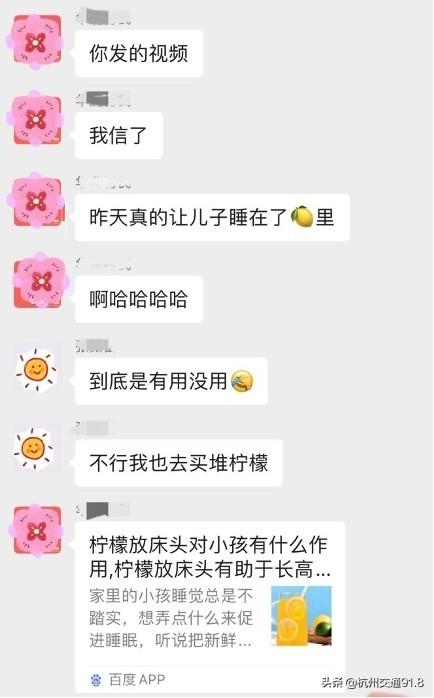 你发的视频
我信了
昨天真的让儿子睡在了🍋里
啊哈哈哈哈
到底是有用没用
不行我也去买堆柠檬
柠檬放床头对小孩有什么作
用,柠檬放床头有助于长高...
家里的小孩睡觉总是不
踏实，想弄点什么来促
进睡眠，听说把新鲜...
百度APP
头条 @杭州交通91.8